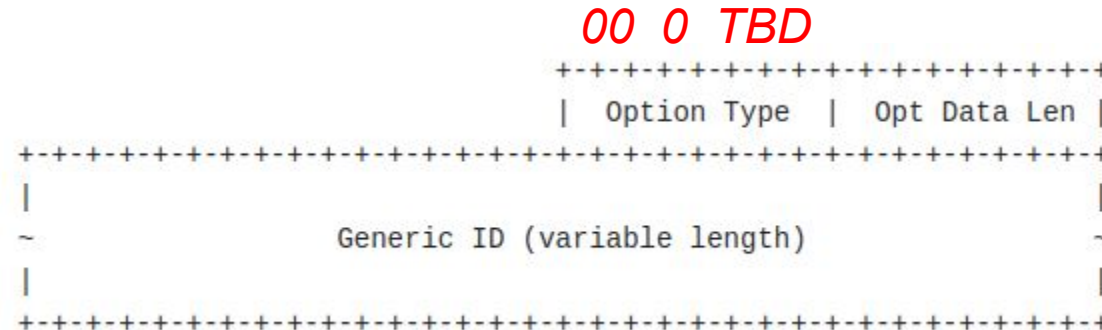 00 0 TBD
+-+-+-+-+-+-+-+-+-+-+-+-+-+-+-+-+
| Option Type | Opt Data Len |
+-+-+-+-+-+-+-+-+-+-+-+-+-+-+-+-+-+-+-+-+-+-+-+-+-+-+-+-+-+-+-+-+
| |
~ Generic ID (variable length) ~
| |
+-+-+-+-+-+-+-+-+-+-+-+-+-+-+-+-+-+-+-+-+-+-+-+-+-+-+-+-+-+-+-+-+